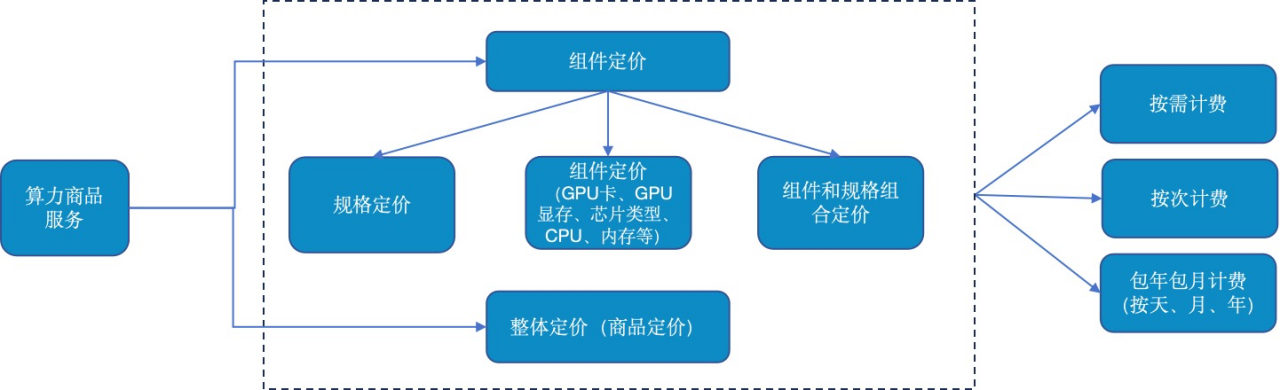 组件定价
按需计费
算力商品
服务
规格定价
组件定价
（GPU卡、GPU
显存、芯片类型、
CPU、内存等）
组件和规格组
合定价
按次计费
整体定价（商品定价）
包年包月计费
(按天、月、年)